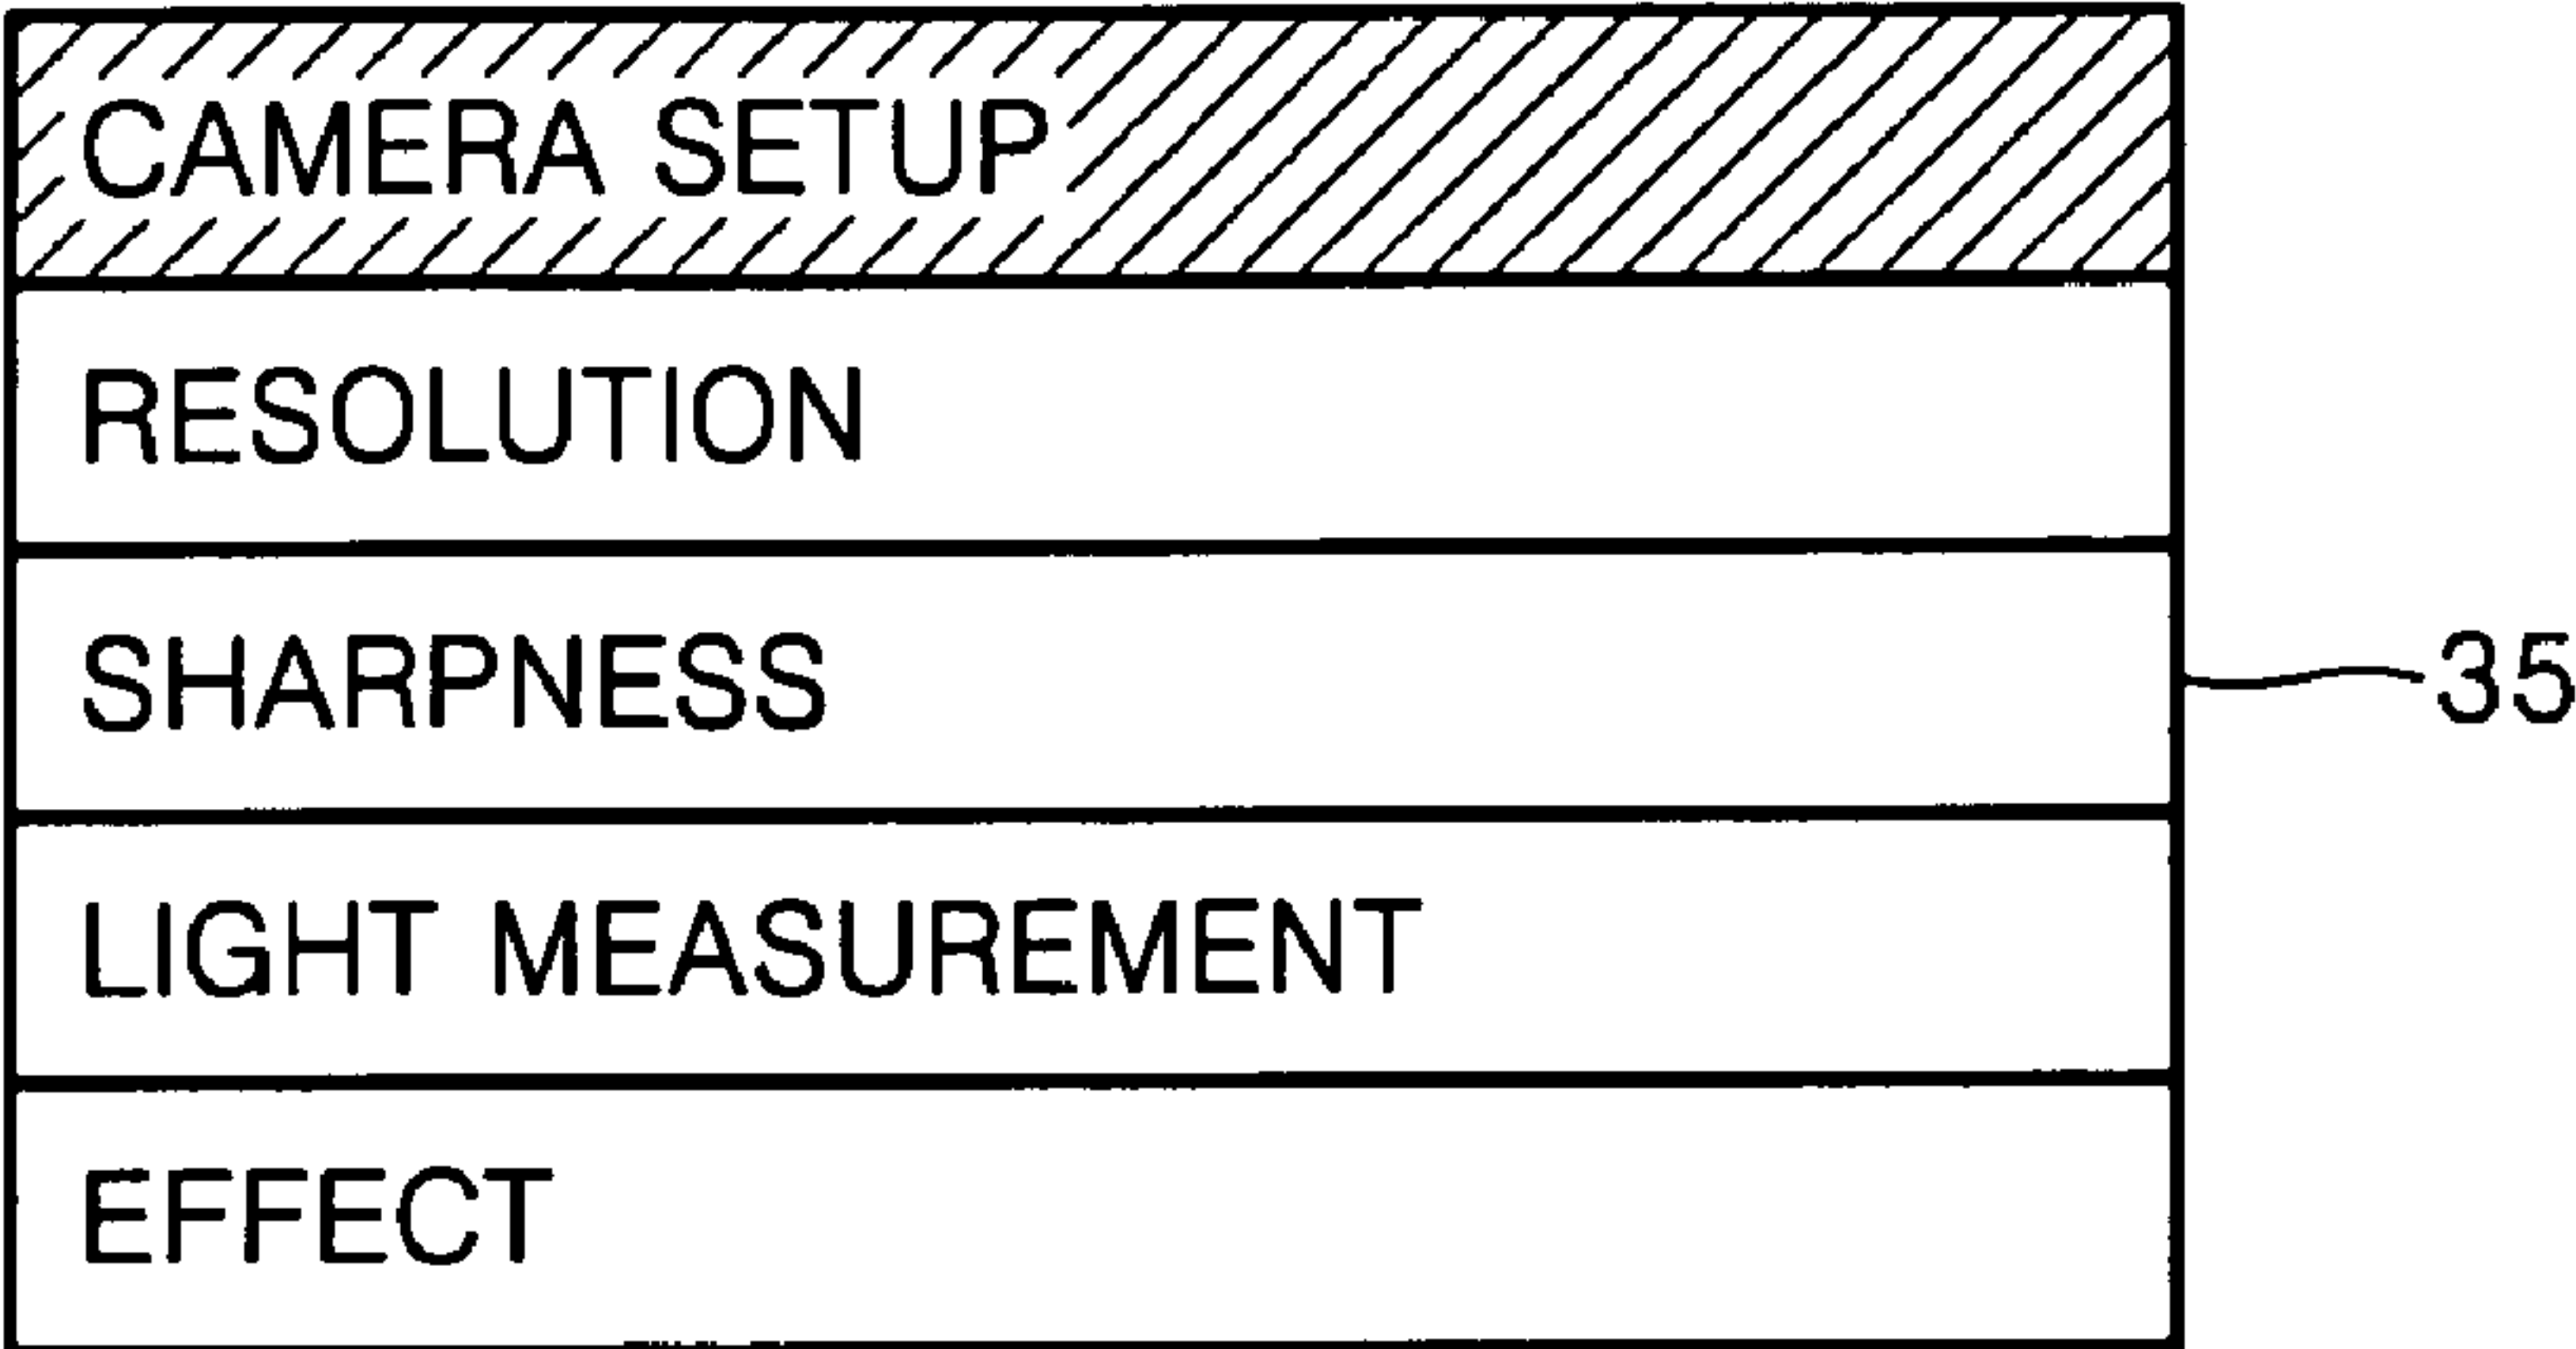 CAMERA SETUP
RESOLUTION
SHARPNESS
35
LIGHT MEASUREMENT
EFFECT